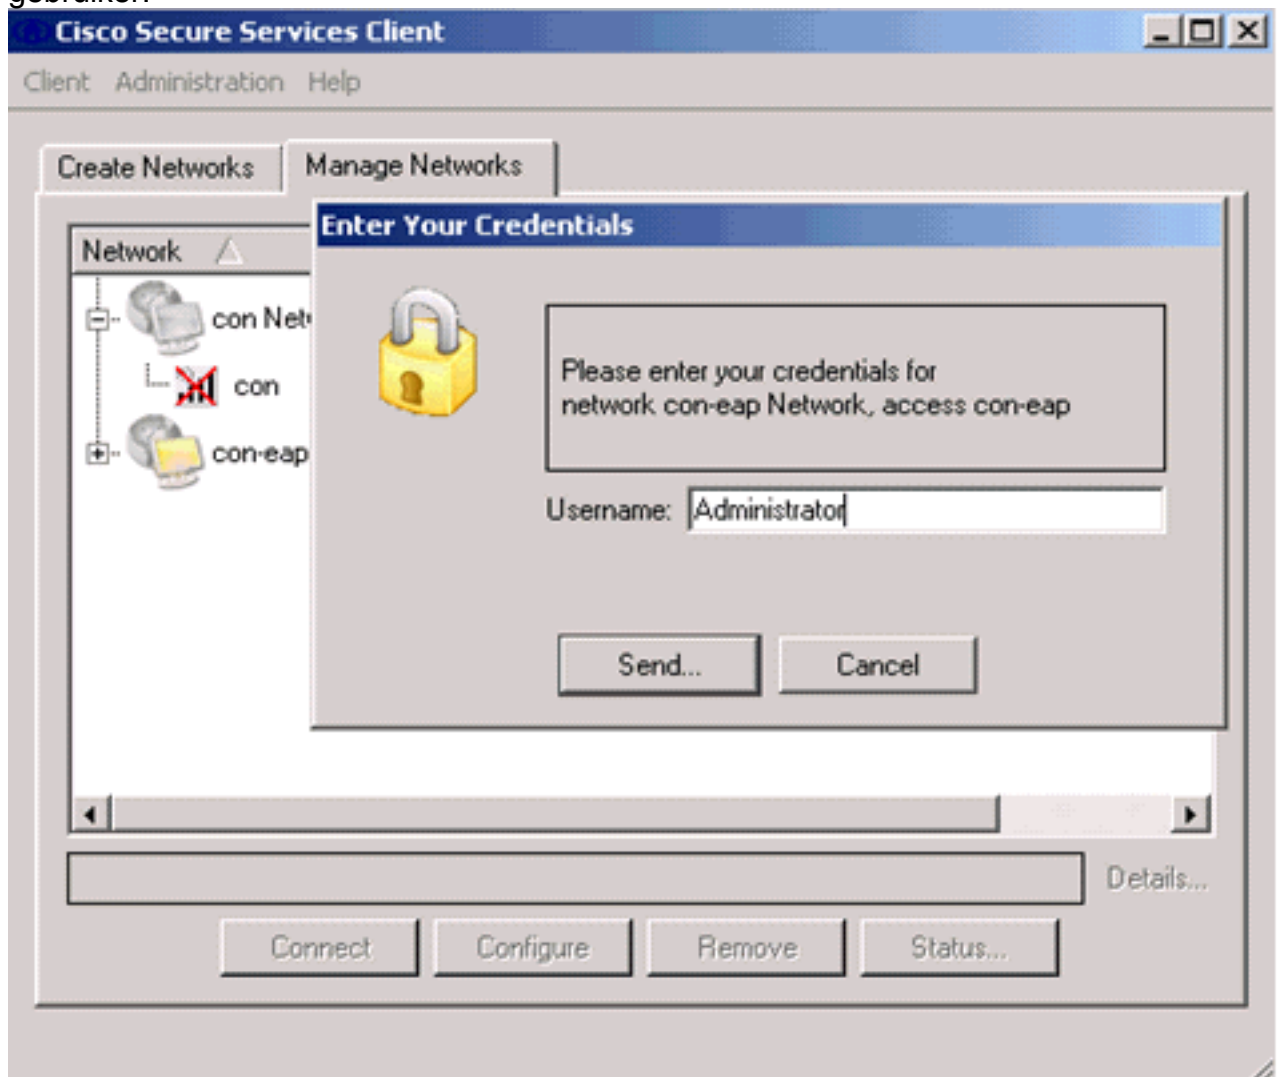 gebruiker.
Cisco Secure Services Client
Client Administration Help
Create Networks Manage Networks
Enter Your Credentials
Network
con Net
con
con-eap
Please enter your credentials for
network con-eap Network, access con-eap
Username: Administrator
Send... Cancel
Details...
Connect Configure Remove Status...